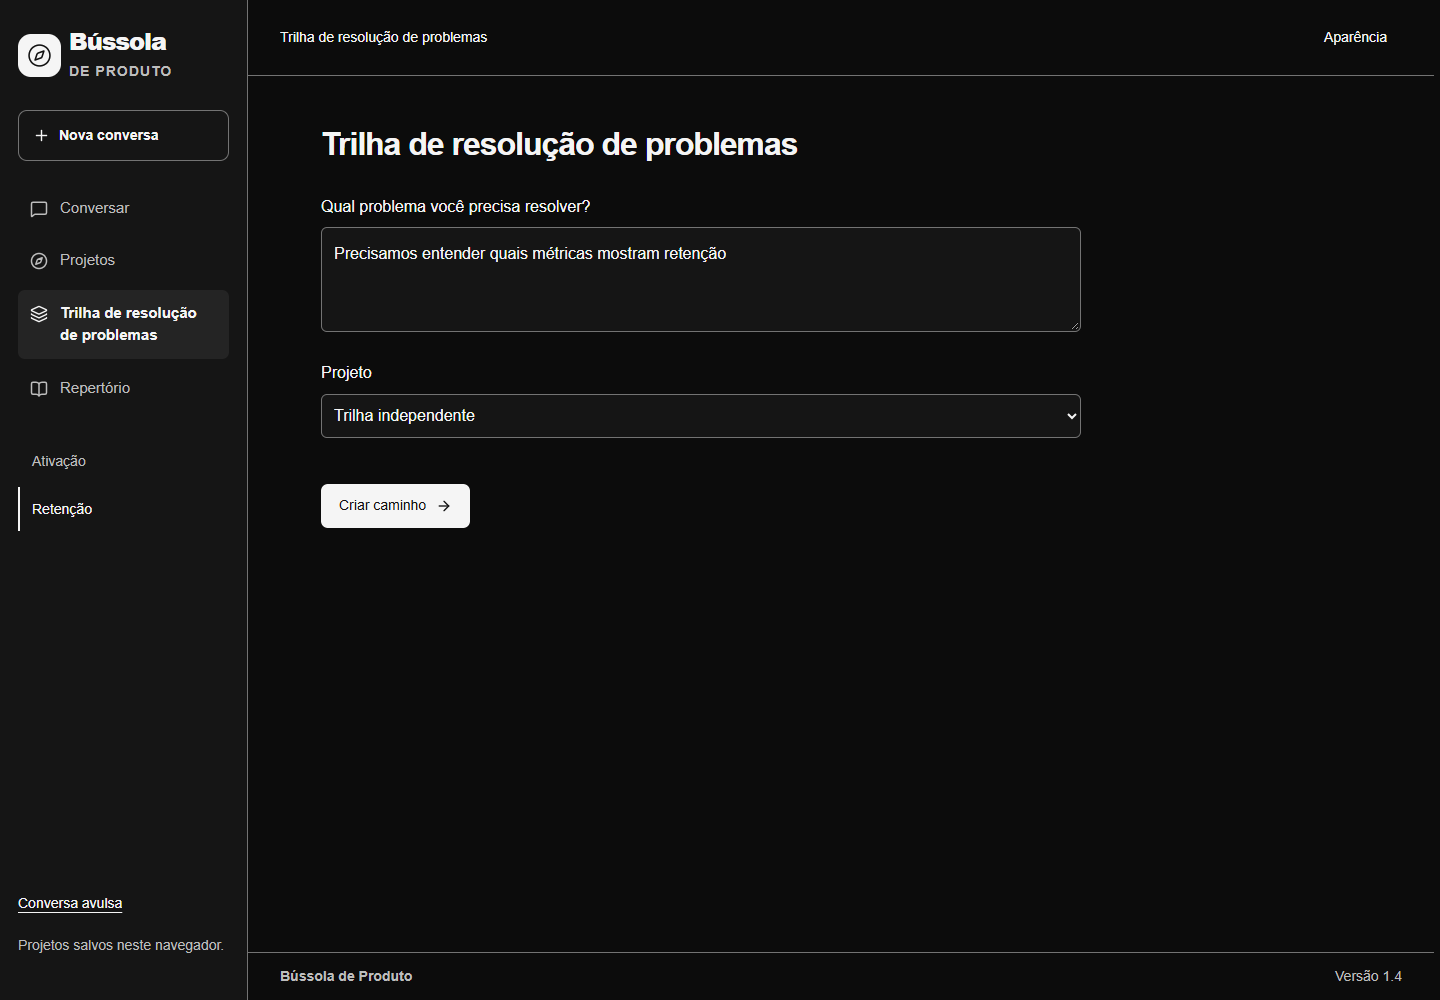 Bússola
DE PRODUTO
Nova conversa
Conversar
Projetos
Trilha de resolução
de problemas
Repertório
Ativação
Retenção
Conversa avulsa
Projetos salvos neste navegador.
Trilha de resolução de problemas
Aparência
Trilha de resolução de problemas
Qual problema você precisa resolver?
Precisamos entender quais métricas mostram retenção
Projeto
Trilha independente
Criar caminho
Bússola de Produto
Versão 1.4